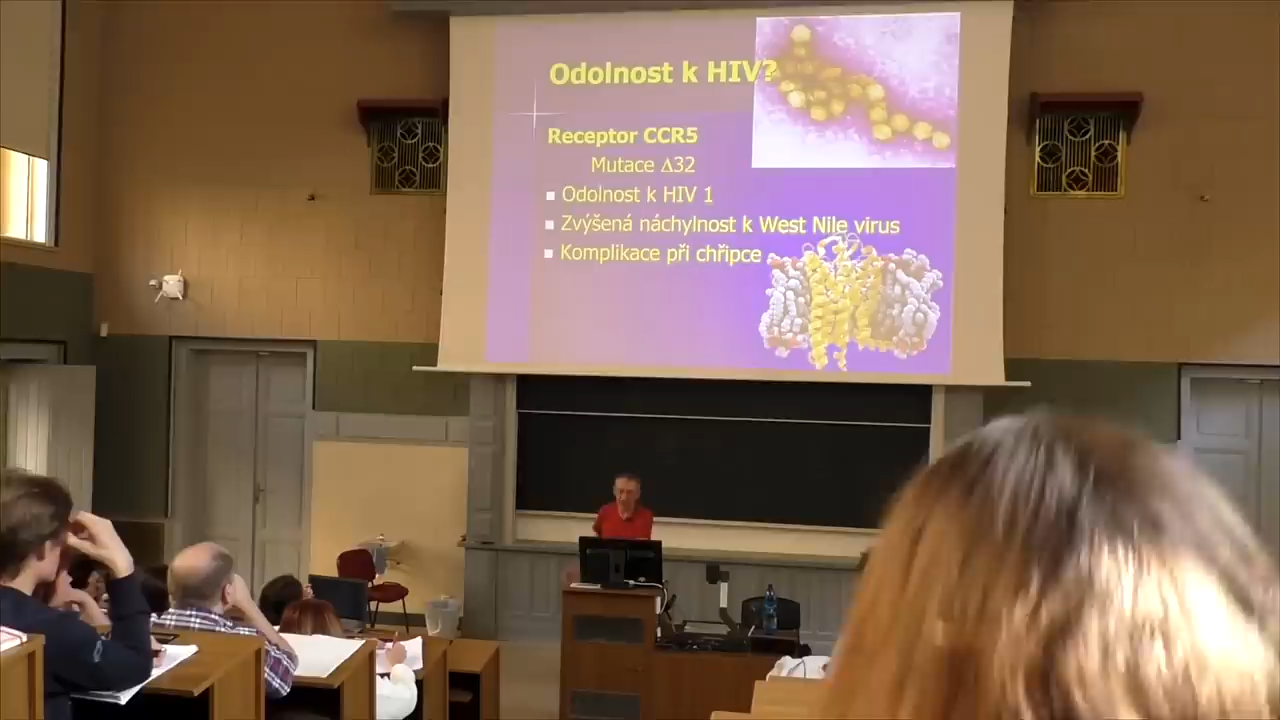 Odolnost k HIV?
Receptor CCR5
Mutace Δ32
Odolnost k HIV 1
Zvýšená náchylnost k West Nile virus
Komplikace při chřipce